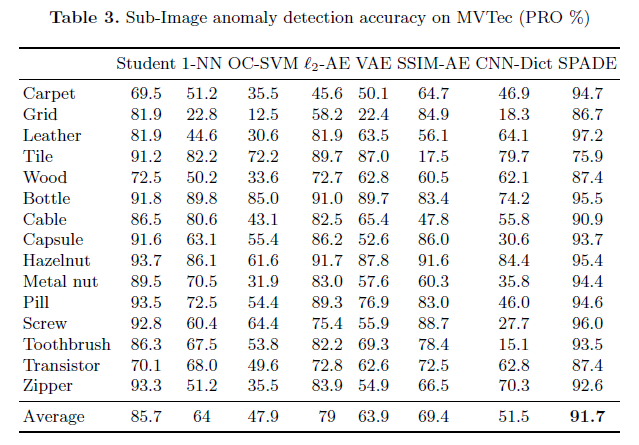 Table 3. Sub-Image anomaly detection accuracy on MVTec (PRO %)
Student 1-NN OC-SVM ℓ2-AE VAE SSIM-AE CNN-Dict SPADE
Carpet 69.5 51.2 35.5 45.6 50.1 64.7 46.9 94.7
Grid 81.9 22.8 12.5 58.2 22.4 84.9 18.3 86.7
Leather 81.9 44.6 30.6 81.9 63.5 56.1 64.1 97.2
Tile 91.2 82.2 72.2 89.7 87.0 17.5 79.7 75.9
Wood 72.5 50.2 33.6 72.7 62.8 60.5 62.1 87.4
Bottle 91.8 89.8 85.0 91.0 89.7 83.4 74.2 95.5
Cable 86.5 80.6 43.1 82.5 65.4 47.8 55.8 90.9
Capsule 91.6 63.1 55.4 86.2 52.6 86.0 30.6 93.7
Hazelnut 93.7 86.1 61.6 91.7 87.8 91.6 84.4 95.4
Metal nut 89.5 70.5 31.9 83.0 57.6 60.3 35.8 94.4
Pill 93.5 72.5 54.4 89.3 76.9 83.0 46.0 94.6
Screw 92.8 60.4 64.4 75.4 55.9 88.7 27.7 96.0
Toothbrush 86.3 67.5 53.8 82.2 69.3 78.4 15.1 93.5
Transistor 70.1 68.0 49.6 72.8 62.6 72.5 62.8 87.4
Zipper 93.3 51.2 35.5 83.9 54.9 66.5 70.3 92.6
Average 85.7 64 47.9 79 63.9 69.4 51.5 91.7